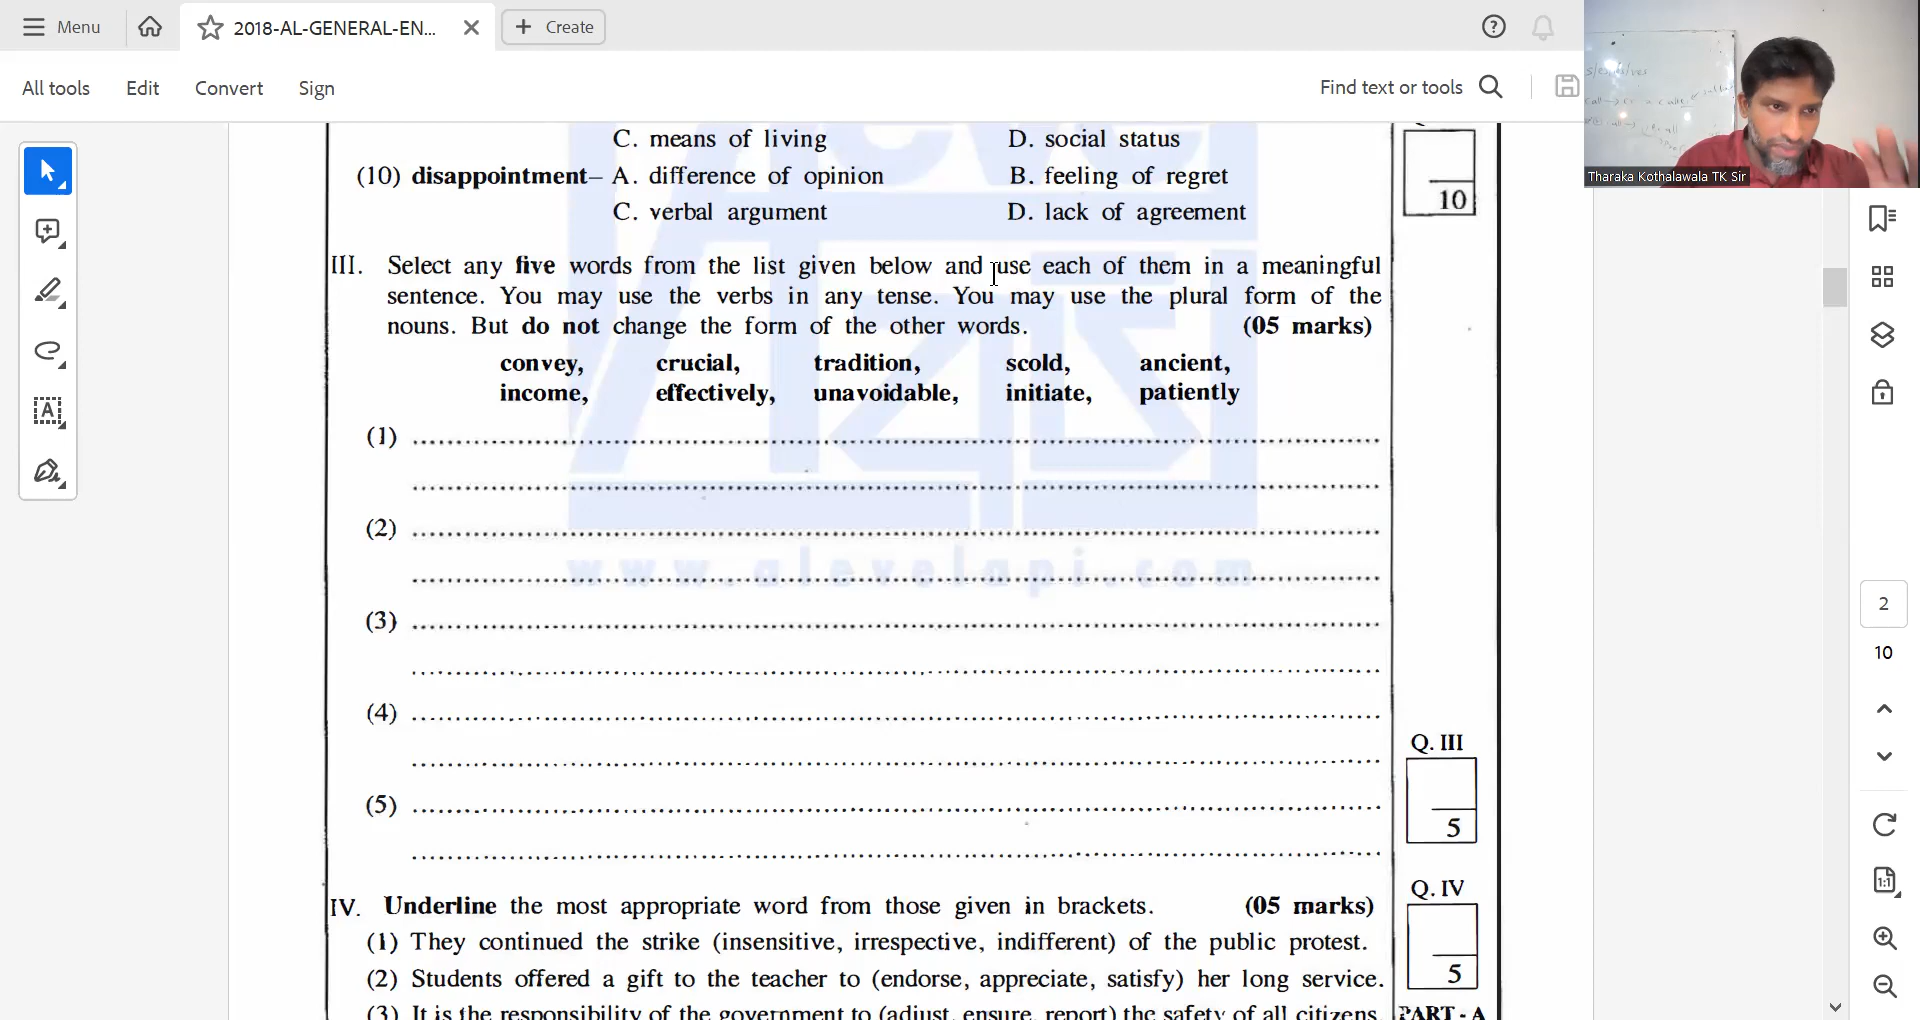 Menu
2018-AL-GENERAL-EN...
Create
All tools
Edit
Convert
Sign
Find text or tools
Tharaka Kothalawala TK Sir
C. means of living D. social status
(10) disappointment– A. difference of opinion B. feeling of regret
C. verbal argument D. lack of agreement
10
III. Select any five words from the list given below and use each of them in a meaningful
sentence. You may use the verbs in any tense. You may use the plural form of the
nouns. But do not change the form of the other words. (05 marks)
convey, crucial, tradition, scold, ancient,
income, effectively, unavoidable, initiate, patiently
(1)
(2)
www.alevelapi.com
(3)
(4)
(5)
Q. III
5
IV. Underline the most appropriate word from those given in brackets. (05 marks)
(1) They continued the strike (insensitive, irrespective, indifferent) of the public protest.
(2) Students offered a gift to the teacher to (endorse, appreciate, satisfy) her long service.
(3) It is the responsibility of the government to (adjust, ensure, report) the safety of all citizens.
Q. IV
5
PART - A
2
10